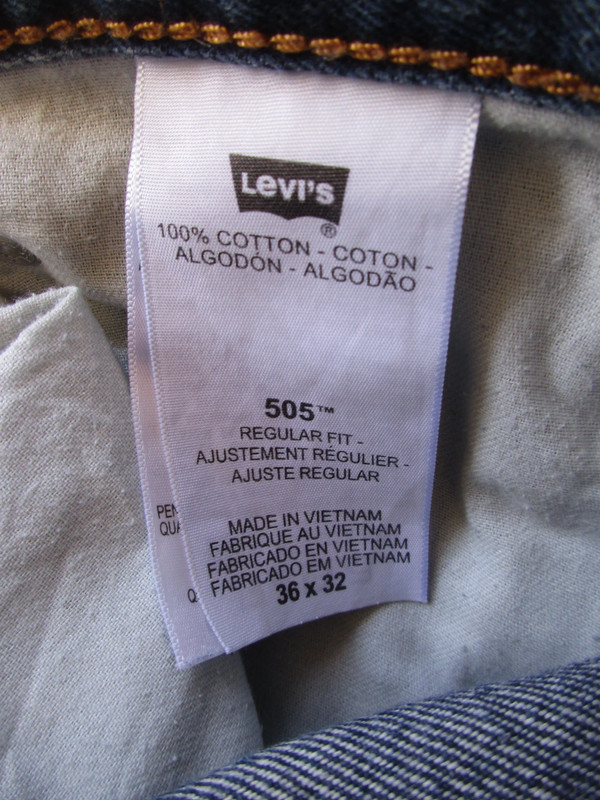 LEVI'S
®
100% COTTON - COTON -
ALGODÓN - ALGODÃO
505™
REGULAR FIT -
AJUSTEMENT RÉGULIER -
AJUSTE REGULAR
MADE IN VIETNAM
FABRIQUE AU VIETNAM
FABRICADO EN VIETNAM
FABRICADO EM VIETNAM
36 x 32